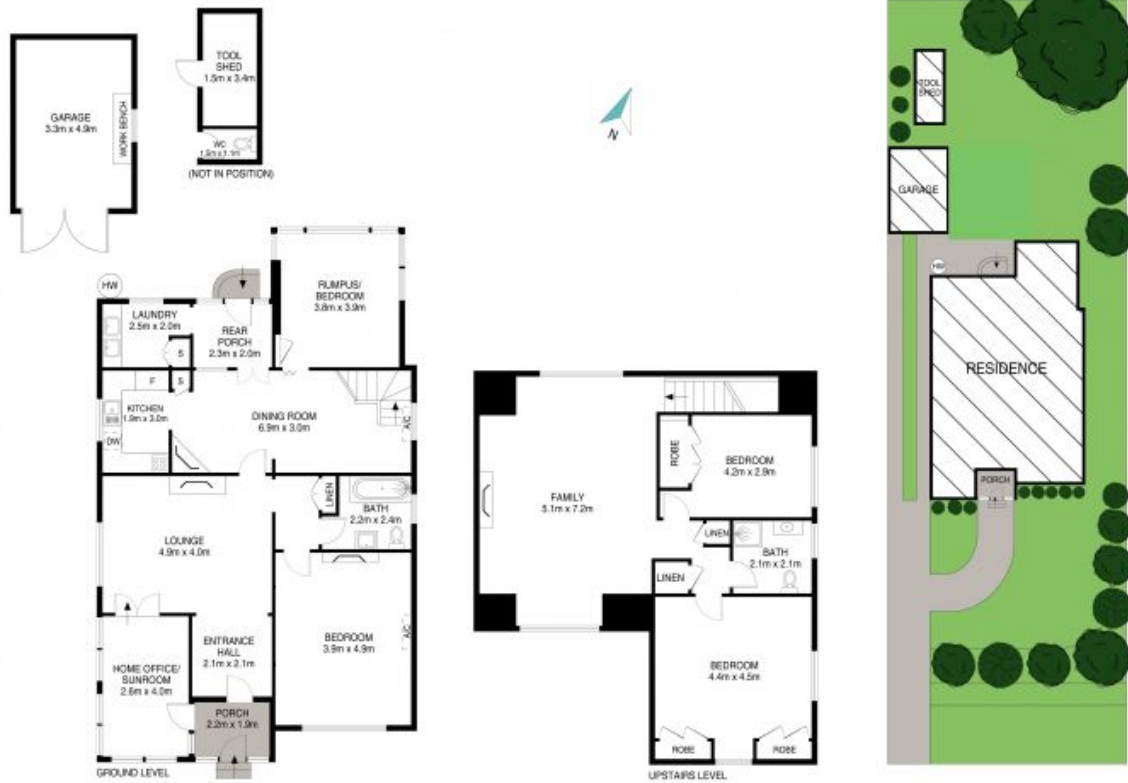 TOOL
SHED
1.5m x 3.4m
GARAGE
3.3m x 4.9m
WORK BENCH
WC
(NOT IN POSITION)
N
HW
LAUNDRY
2.5m x 2.0m
S
REAR
PORCH
2.3m x 2.0m
RUMPUS/
BEDROOM
3.8m x 3.9m
F
S
KITCHEN
1.9m x 3.0m
DW
DINING ROOM
6.9m x 3.0m
A/C
LINEN
BATH
2.2m x 2.4m
LOUNGE
4.9m x 4.0m
ENTRANCE
HALL
2.1m x 2.1m
BEDROOM
3.9m x 4.9m
A/C
HOME OFFICE/
SUNROOM
2.6m x 4.0m
PORCH
2.2m x 1.9m
GROUND LEVEL
FAMILY
5.1m x 7.2m
ROBE
BEDROOM
4.2m x 2.9m
LINEN
BATH
2.1m x 2.1m
LINEN
BEDROOM
4.4m x 4.5m
ROBE
ROBE
UPSTAIRS LEVEL
TOOL
SHED
GARAGE
HW
RESIDENCE
PORCH